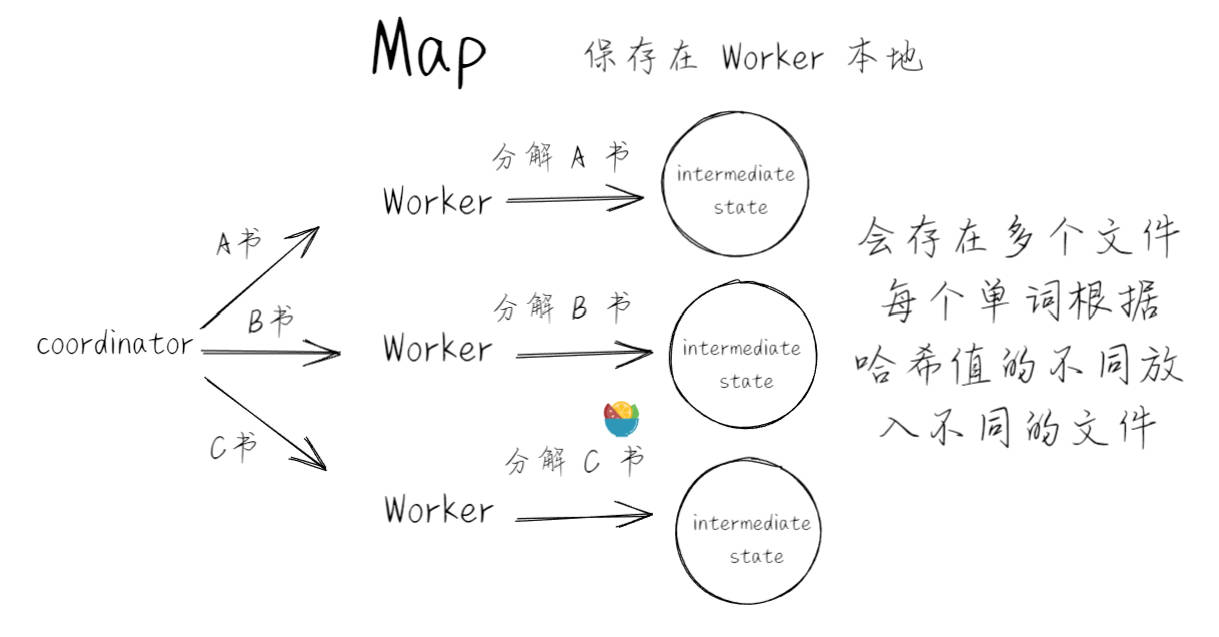 Map
保存在 Worker 本地
分解 A 书
intermediate
state
Worker
A书
会存在多个文件
每个单词根据
哈希值的不同放
入不同的文件
B书
分解 B 书
coordinator
Worker
intermediate
state
C书
分解 C 书
Worker
intermediate
state